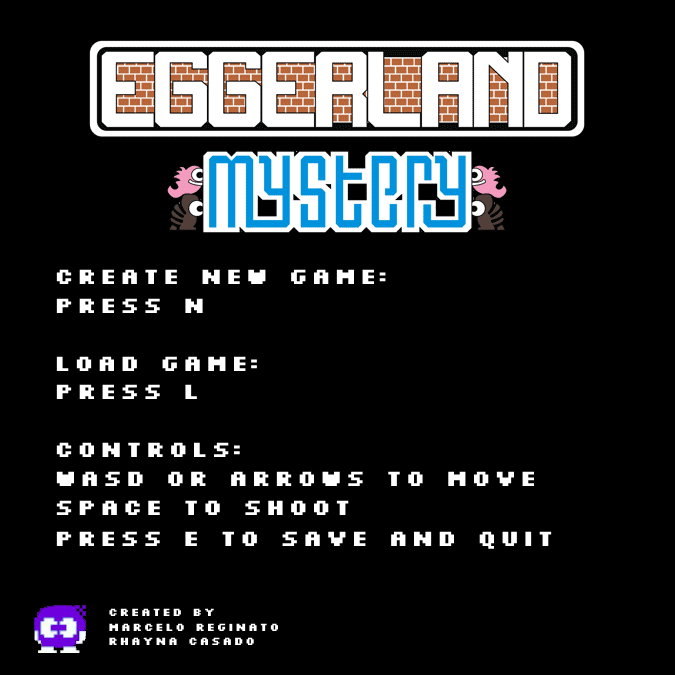 EGGERLAND
mystery
CREATE NEW GAME:
PRESS N
LOAD GAME:
PRESS L
CONTROLS:
WASD OR ARROWS TO MOVE
SPACE TO SHOOT
PRESS E TO SAVE AND QUIT
CREATED BY
MARCELO REGINATO
RHAYNA CASADO